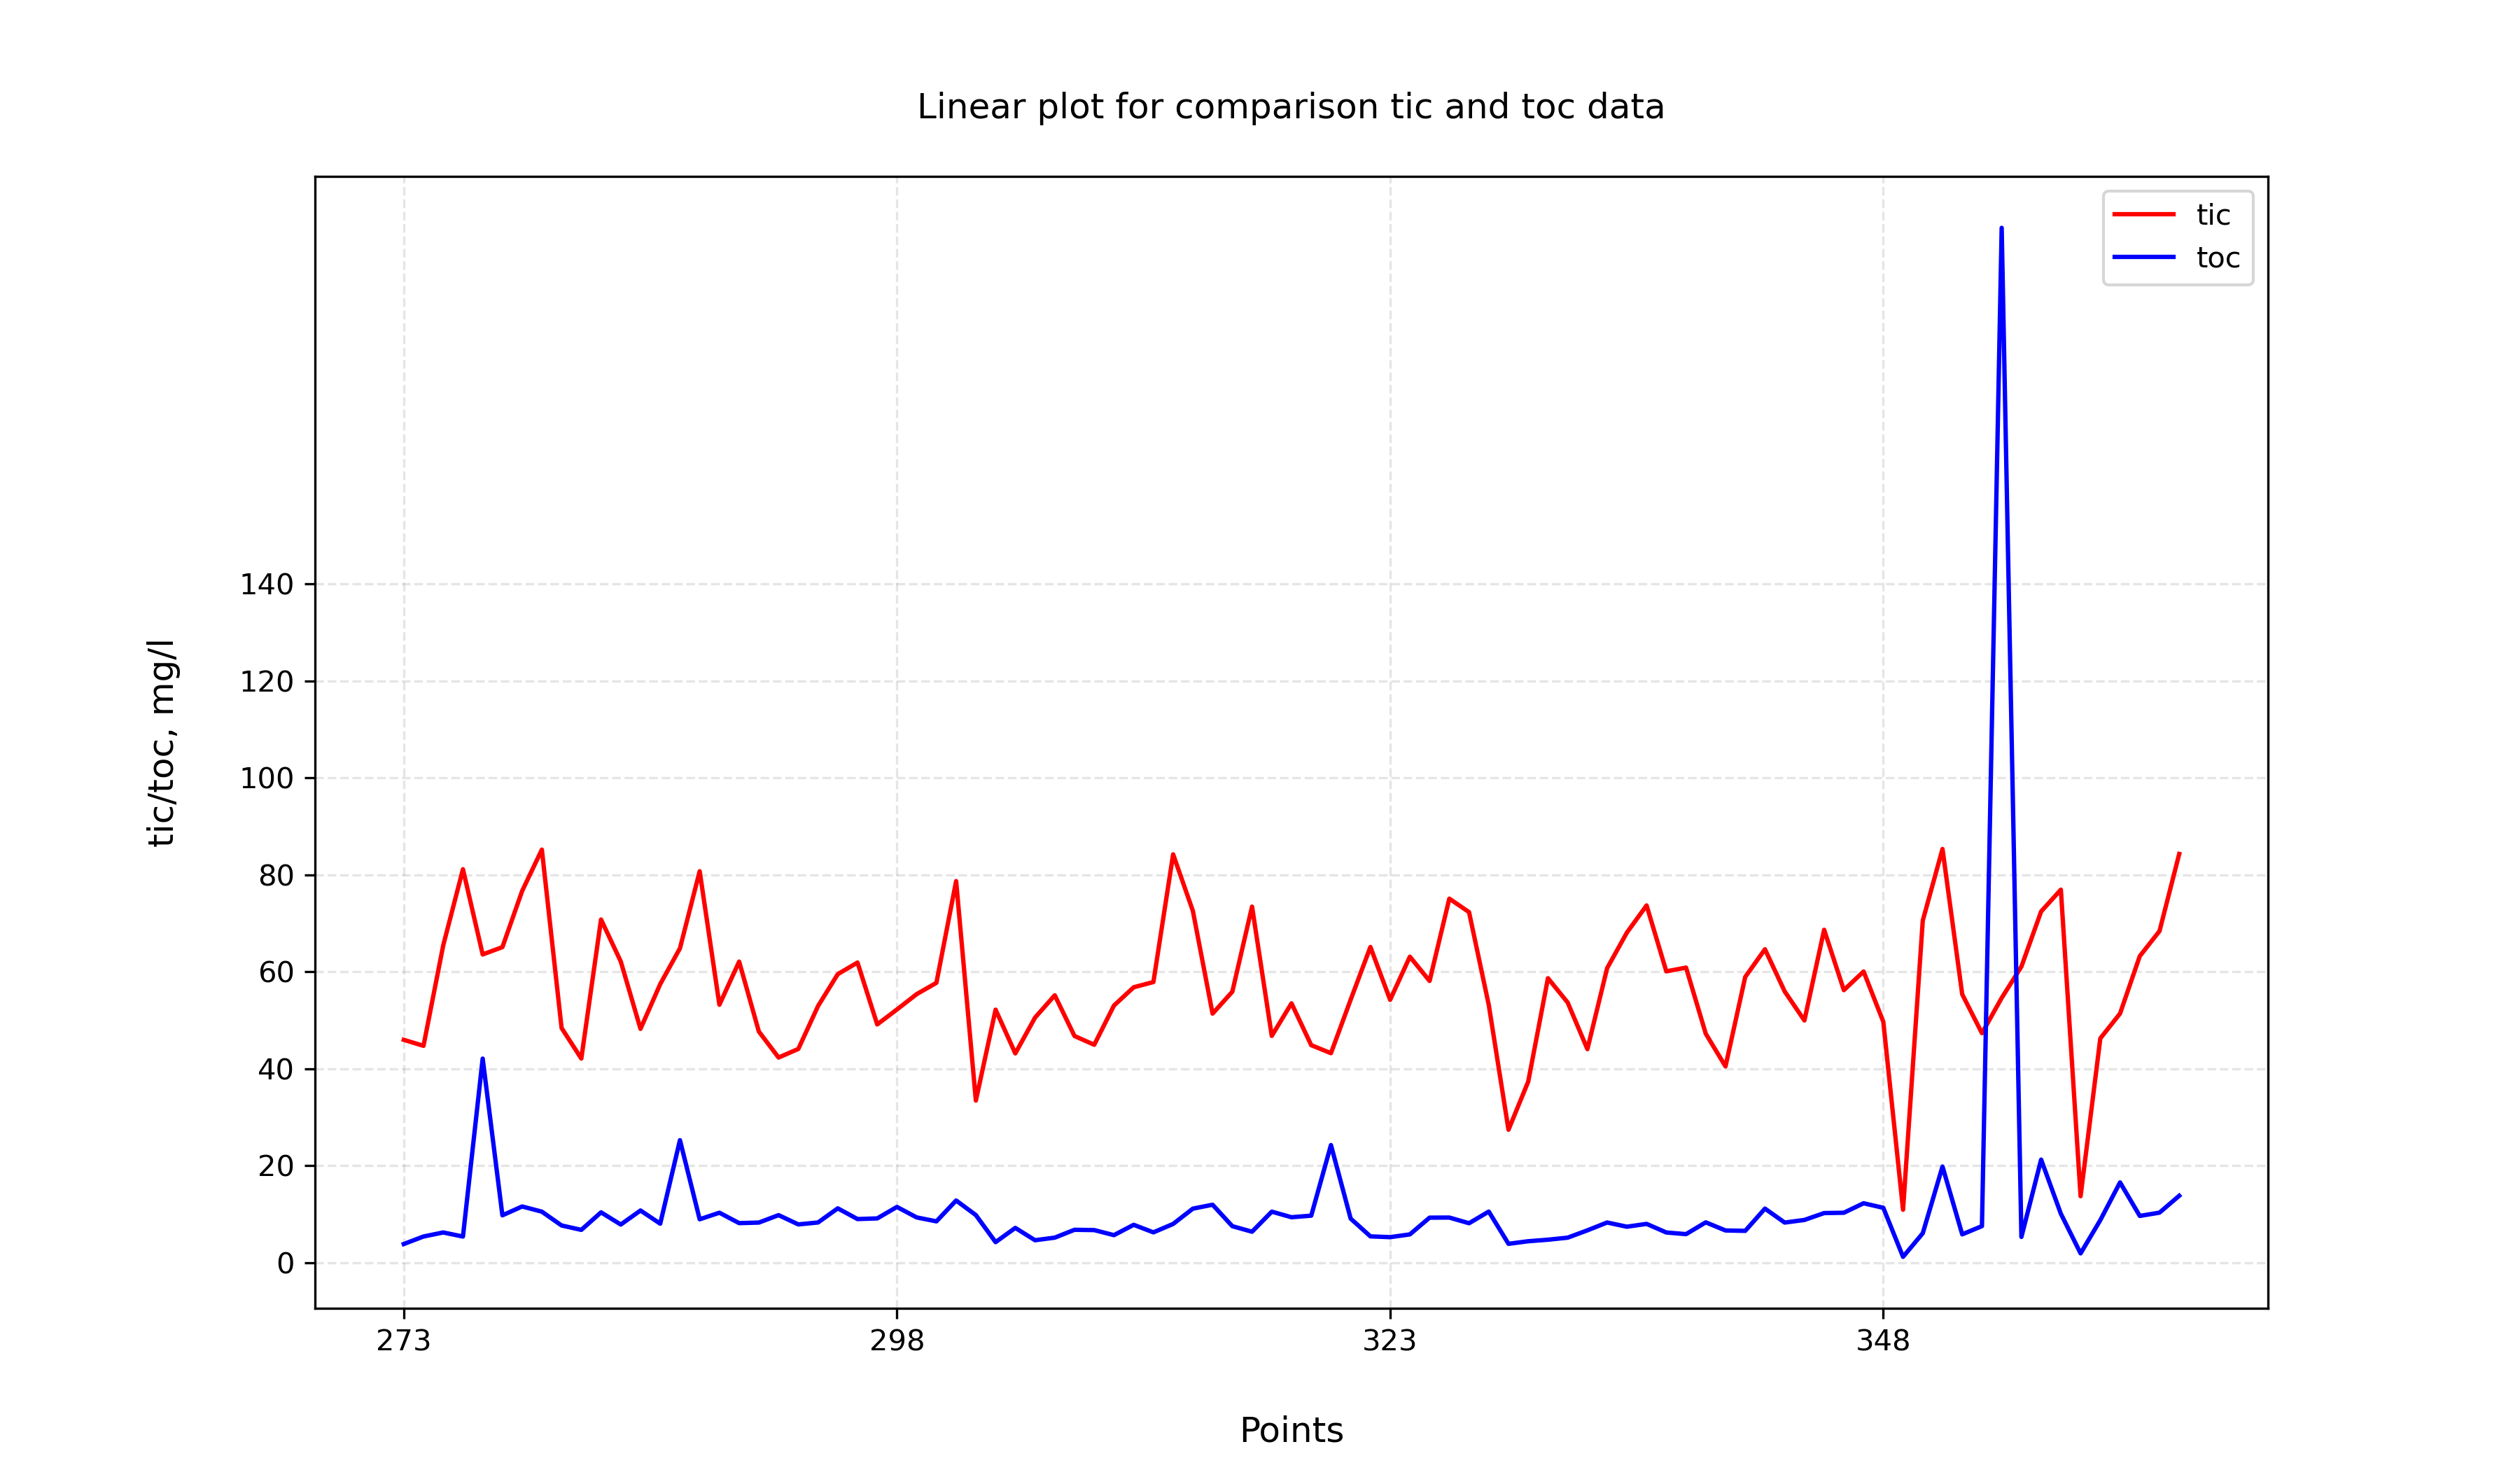 Linear plot for comparison tic and toc data
tic
toc
tic/toc, mg/l
140
120
100
80
60
40
20
0
273 298 323 348
Points